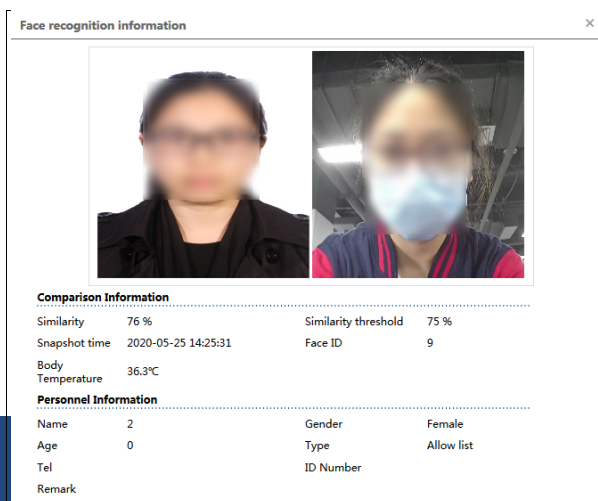 Face recognition information ×
Comparison Information
Similarity 76 % Similarity threshold 75 %
Snapshot time 2020-05-25 14:25:31 Face ID 9
Body
Temperature 36.3℃
Personnel Information
Name 2 Gender Female
Age 0 Type Allow list
Tel ID Number
Remark